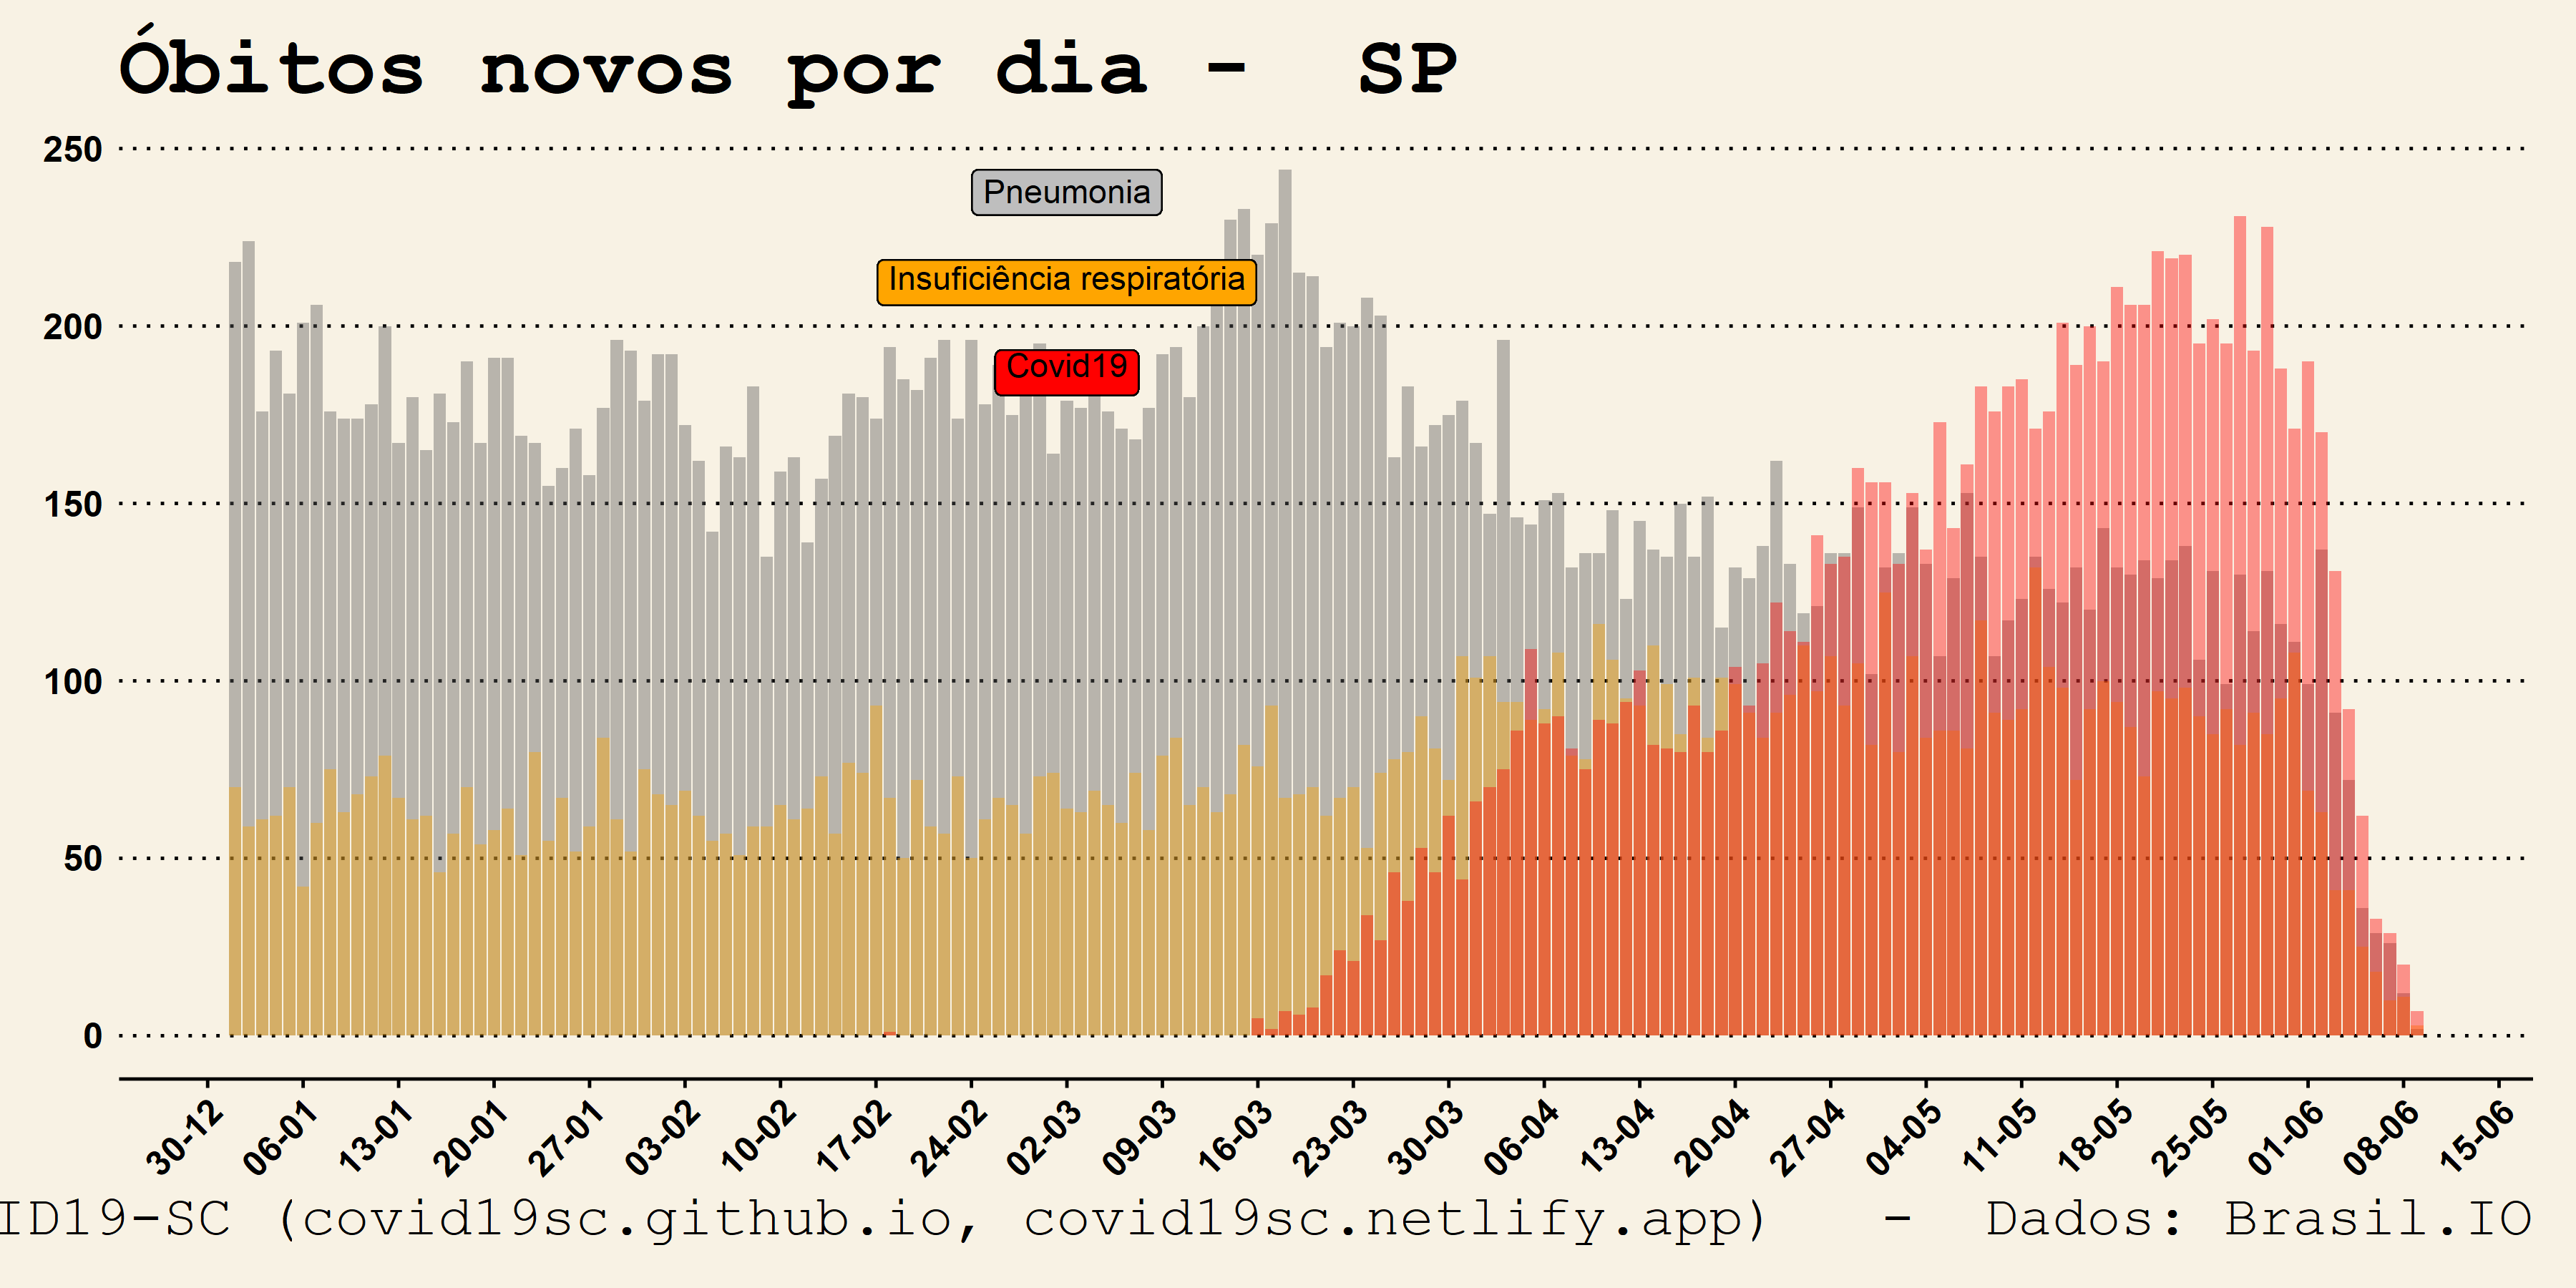 Óbitos novos por dia - SP
250
Pneumonia
Insuficiência respiratória
200
Covid19
150
100
50
0
30-12 06-01 13-01 20-01 27-01 03-02 10-02 17-02 24-02 02-03 09-03 16-03 23-03 30-03 06-04 13-04 20-04 27-04 04-05 11-05 18-05 25-05 01-06 08-06 15-06
ID19-SC (covid19sc.github.io, covid19sc.netlify.app) - Dados: Brasil.IO